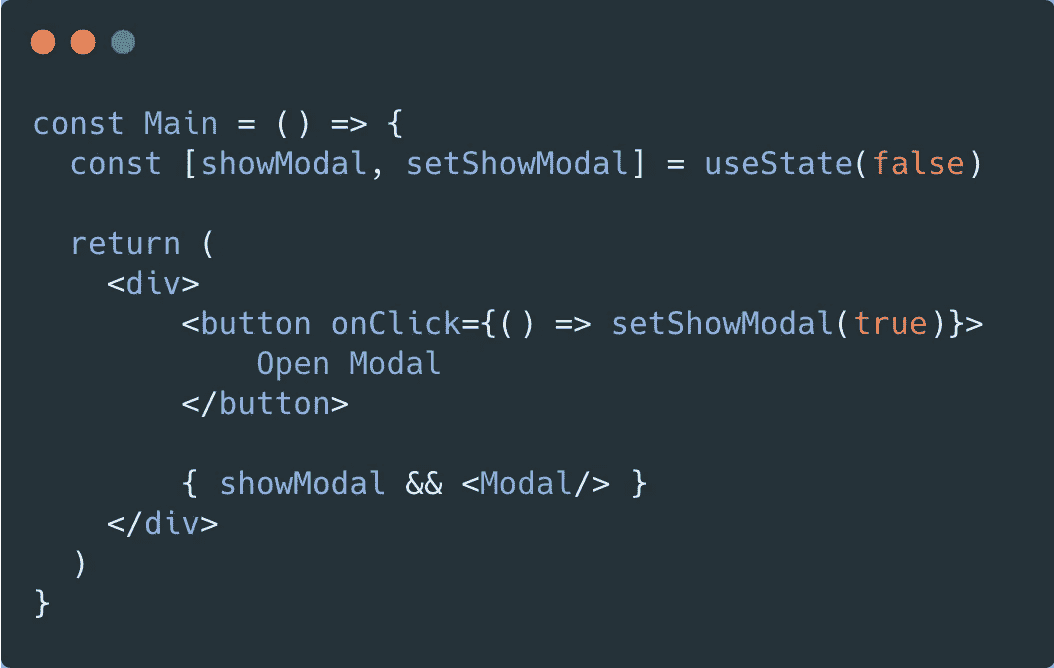 const Main = () => {
  const [showModal, setShowModal] = useState(false)

  return (
    <div>
        <button onClick={() => setShowModal(true)}>
            Open Modal
        </button>

        { showModal && <Modal/> }
    </div>
  )
}